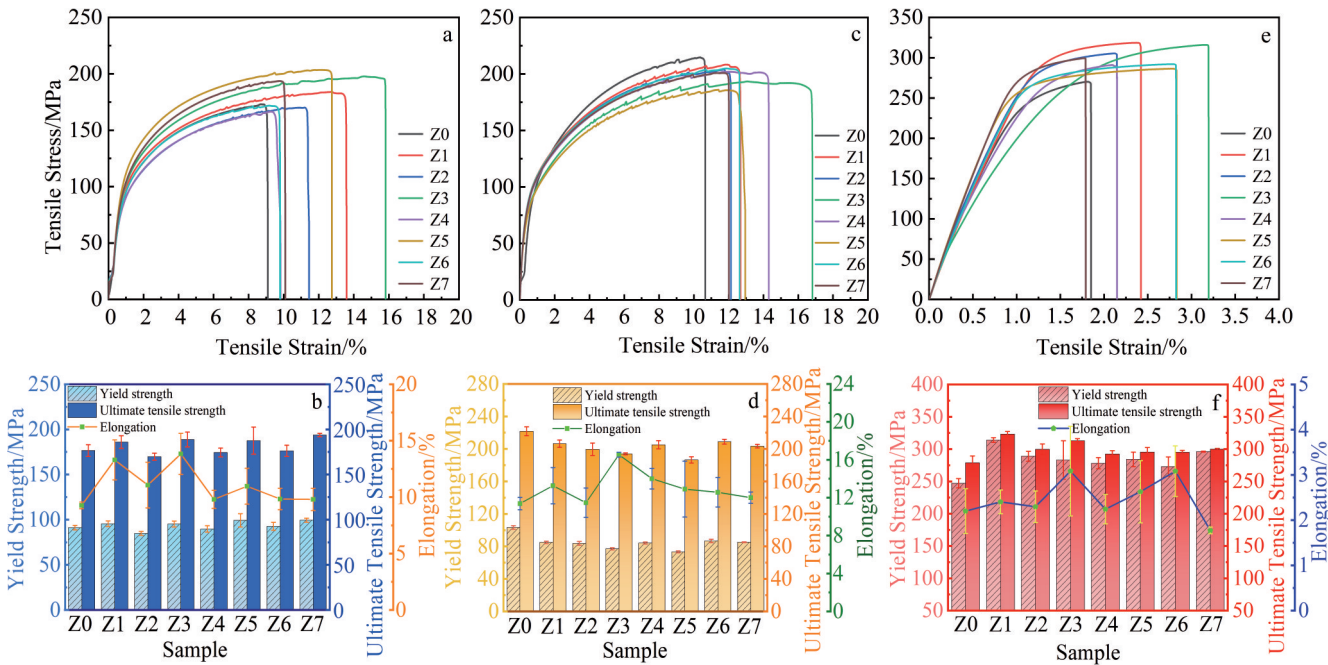 a
Tensile Stress/MPa
250
200
150
100
50
0
0 2 4 6 8 10 12 14 16 18 20
Tensile Strain/%
Z0
Z1
Z2
Z3
Z4
Z5
Z6
Z7
c
250
200
150
100
50
0
0 2 4 6 8 10 12 14 16 18 20
Tensile Strain/%
Z0
Z1
Z2
Z3
Z4
Z5
Z6
Z7
e
350
300
250
200
150
100
50
0
0.0 0.5 1.0 1.5 2.0 2.5 3.0 3.5 4.0
Tensile Strain/%
Z0
Z1
Z2
Z3
Z4
Z5
Z6
Z7
b
Yield strength
Ultimate tensile strength
Elongation
Yield Strength/MPa
250
200
150
100
50
0
Z0 Z1 Z2 Z3 Z4 Z5 Z6 Z7
Sample
250
200
150
100
50
0
Ultimate Tensile Strength/MPa
20
15
10
5
0
Elongation/%
d
Yield strength
Ultimate tensile strength
Elongation
Yield Strength/MPa
280
240
200
160
120
80
40
0
Z0 Z1 Z2 Z3 Z4 Z5 Z6 Z7
Sample
280
240
200
160
120
80
40
0
Ultimate Tensile Strength/MPa
24
20
16
12
8
4
0
Elongation/%
f
Yield strength
Ultimate tensile strength
Elongation
Yield Strength/MPa
400
350
300
250
200
150
100
50
Z0 Z1 Z2 Z3 Z4 Z5 Z6 Z7
Sample
400
350
300
250
200
150
100
50
Ultimate Tensile Strength/MPa
5
4
3
2
1
0
Elongation/%